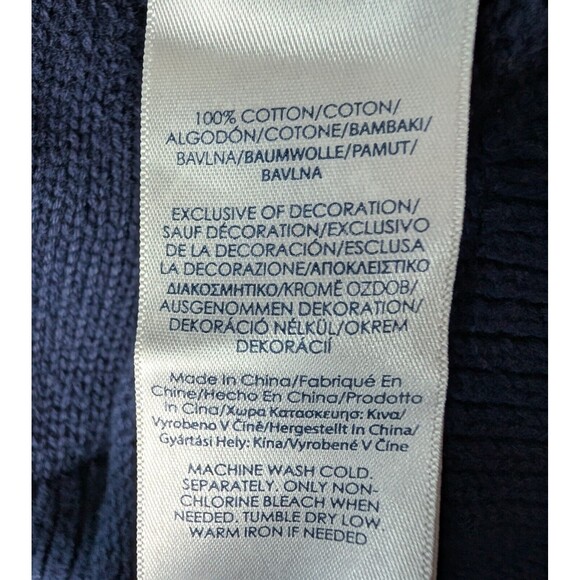 100% COTTON/COTON/
ALGODÓN/COTONE/BAMBAKI/
BAVLNA/BAUMWOLLE/PAMUT/
BAVLNA
EXCLUSIVE OF DECORATION/
SAUF DÉCORATION/EXCLUSIVO
DE LA DECORACIÓN/ESCLUSA
LA DECORAZIONE/ΑΠΟΚΛΕΙΣΤΙΚΟ
ΔΙΑΚΟΣΜΗΤΙΚΟ/KROMĚ OZDOB/
AUSGENOMMEN DEKORATION/
DEKORÁCIÓ NÉLKÜL/OKREM
DEKORÁCIÍ
Made In China/Fabriqué En
Chine/Hecho En China/Prodotto
in Cina/Χωρα Κατασκευησ: Κινα/
Vyrobeno V Číně/Hergestellt In China/
Gyártási Hely: Kína/Vyrobené V Číne
MACHINE WASH COLD,
SEPARATELY. ONLY NON-
CHLORINE BLEACH WHEN
NEEDED. TUMBLE DRY LOW.
WARM IRON IF NEEDED